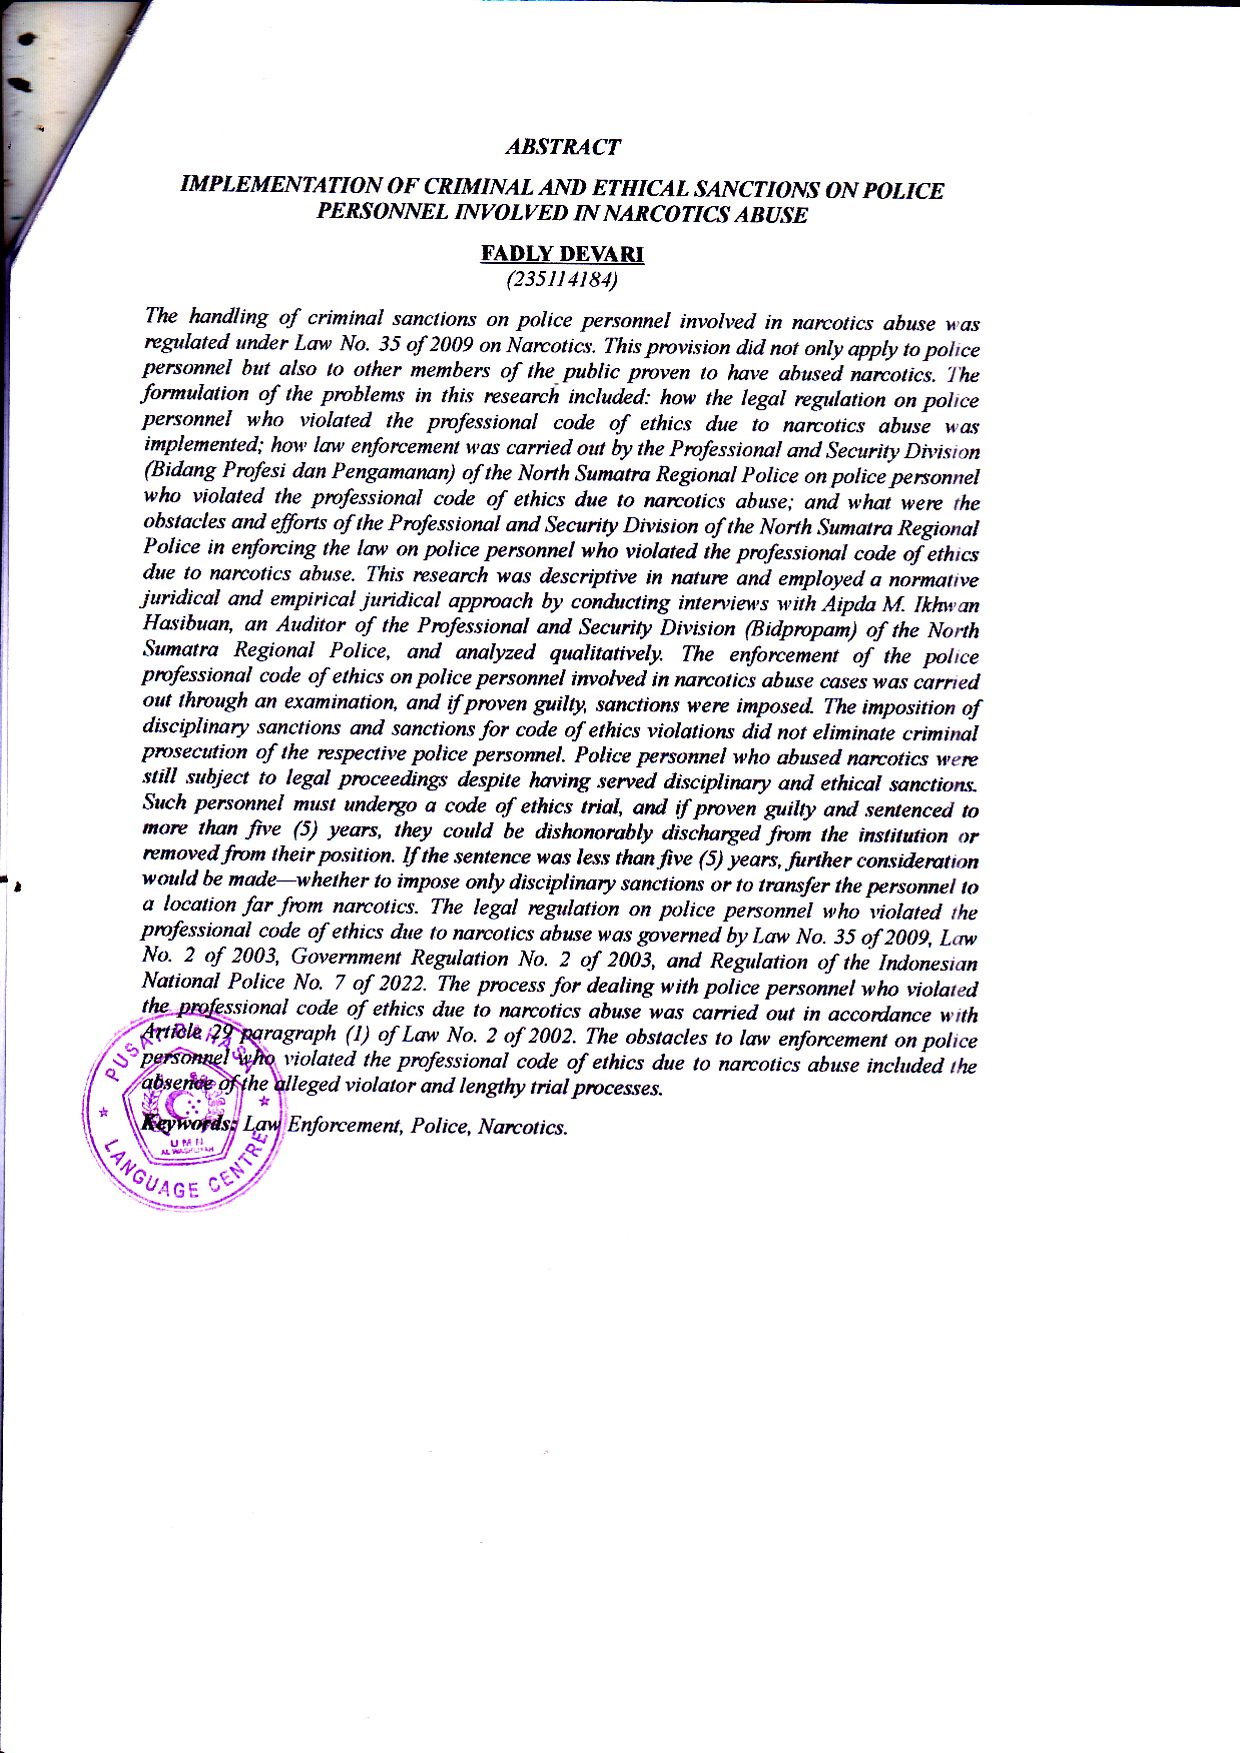 ABSTRACT
IMPLEMENTATION OF CRIMINAL AND ETHICAL SANCTIONS ON POLICE
PERSONNEL INVOLVED IN NARCOTICS ABUSE
FADLY DEVARI
(235114184)
The handling of criminal sanctions on police personnel involved in narcotics abuse was
regulated under Law No. 35 of 2009 on Narcotics. This provision did not only apply to police
personnel but also to other members of the public proven to have abused narcotics. The
formulation of the problems in this research included: how the legal regulation on police
personnel who violated the professional code of ethics due to narcotics abuse was
implemented; how law enforcement was carried out by the Professional and Security Division
(Bidang Profesi dan Pengamanan) of the North Sumatra Regional Police on police personnel
who violated the professional code of ethics due to narcotics abuse; and what were the
obstacles and efforts of the Professional and Security Division of the North Sumatra Regional
Police in enforcing the law on police personnel who violated the professional code of ethics
due to narcotics abuse. This research was descriptive in nature and employed a normative
juridical and empirical juridical approach by conducting interviews with Aipda M. Ikhwan
Hasibuan, an Auditor of the Professional and Security Division (Bidpropam) of the North
Sumatra Regional Police, and analyzed qualitatively. The enforcement of the police
professional code of ethics on police personnel involved in narcotics abuse cases was carried
out through an examination, and if proven guilty, sanctions were imposed. The imposition of
disciplinary sanctions and sanctions for code of ethics violations did not eliminate criminal
prosecution of the respective police personnel. Police personnel who abused narcotics were
still subject to legal proceedings despite having served disciplinary and ethical sanctions.
Such personnel must undergo a code of ethics trial, and if proven guilty and sentenced to
more than five (5) years, they could be dishonorably discharged from the institution or
removed from their position. If the sentence was less than five (5) years, further consideration
would be made—whether to impose only disciplinary sanctions or to transfer the personnel to
a location far from narcotics. The legal regulation on police personnel who violated the
professional code of ethics due to narcotics abuse was governed by Law No. 35 of 2009, Law
No. 2 of 2003, Government Regulation No. 2 of 2003, and Regulation of the Indonesian
National Police No. 7 of 2022. The process for dealing with police personnel who violated
the professional code of ethics due to narcotics abuse was carried out in accordance with
Article 29 paragraph (1) of Law No. 2 of 2002. The obstacles to law enforcement on police
personnel who violated the professional code of ethics due to narcotics abuse included the
absence of the alleged violator and lengthy trial processes.
Keywords: Law Enforcement, Police, Narcotics.
PUSAT BAHASA
UMN
AL WASHLIYAH
LANGUAGE CENTRE